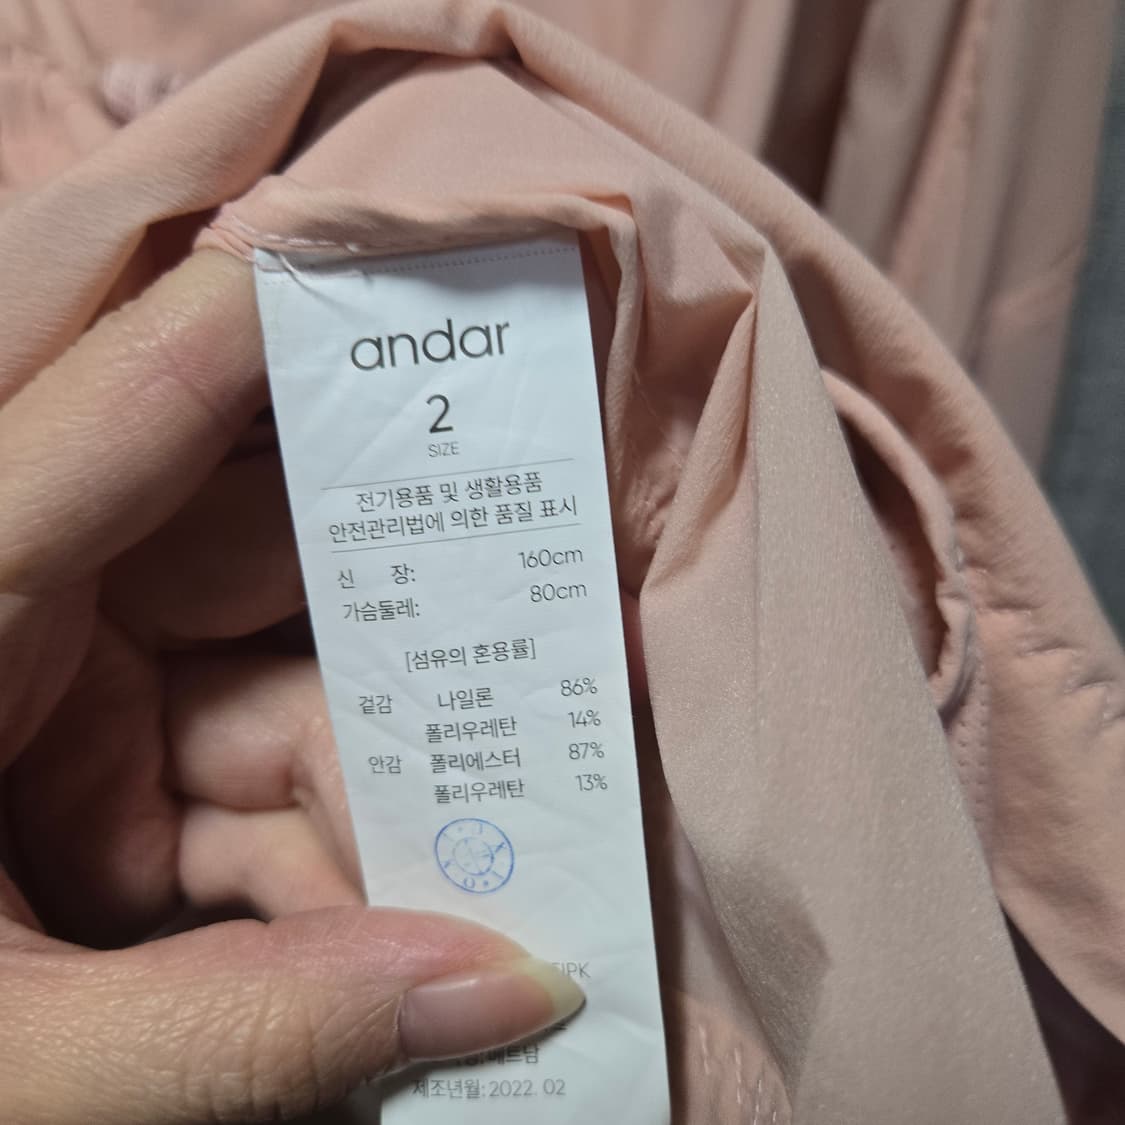 andar
2
SIZE
전기용품 및 생활용품
안전관리법에 의한 품질 표시
신 장: 160cm
가슴둘레: 80cm
[섬유의 혼용률]
겉감 나일론 86%
폴리우레탄 14%
안감 폴리에스터 87%
폴리우레탄 13%
베트남
제조년월: 2022. 02